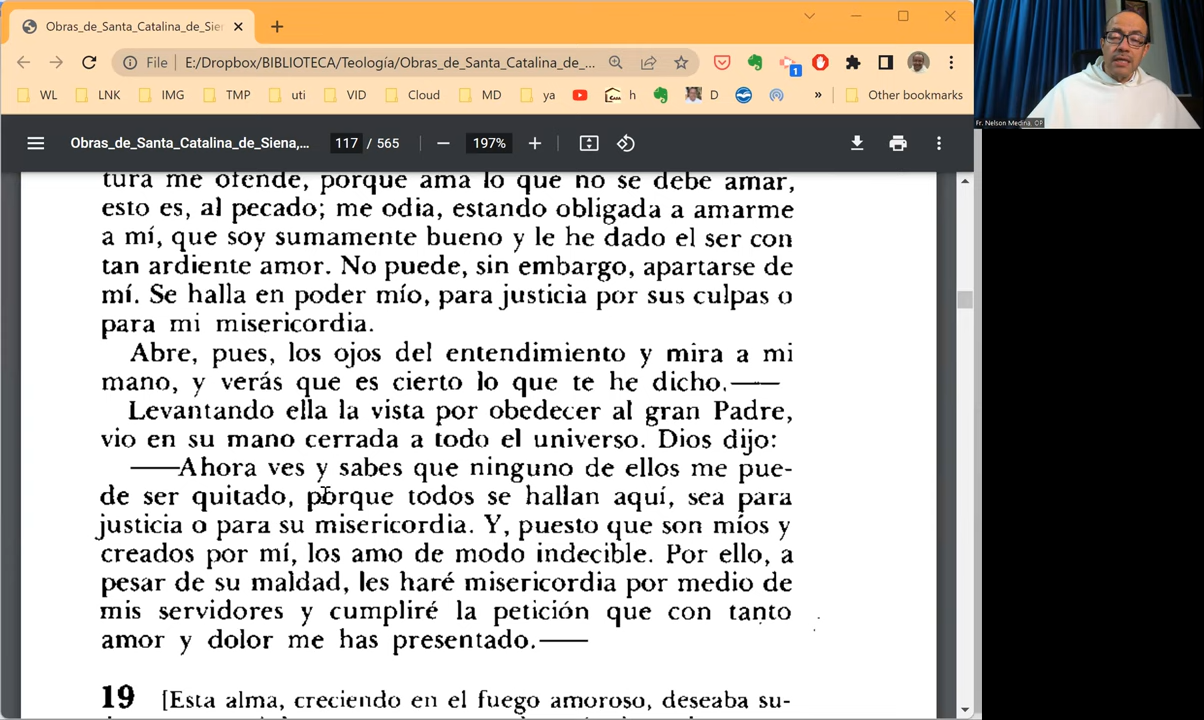 Obras_de_Santa_Catalina_de_Sie
File E:/Dropbox/BIBLIOTECA/Teología/Obras_de_Santa_Catalina_de_...
1
WL LNK IMG TMP uti VID Cloud MD ya h D » Other bookmarks
Obras_de_Santa_Catalina_de_Siena,... 117 / 565 197%
Fr. Nelson Medina, OP
tura me ofende, porque ama lo que no se debe amar,
esto es, al pecado; me odia, estando obligada a amarme
a mí, que soy sumamente bueno y le he dado el ser con
tan ardiente amor. No puede, sin embargo, apartarse de
mí. Se halla en poder mío, para justicia por sus culpas o
para mi misericordia.
Abre, pues, los ojos del entendimiento y mira a mi
mano, y verás que es cierto lo que te he dicho.——
Levantando ella la vista por obedecer al gran Padre,
vio en su mano cerrada a todo el universo. Dios dijo:
——Ahora ves y sabes que ninguno de ellos me pue-
de ser quitado, porque todos se hallan aquí, sea para
justicia o para su misericordia. Y, puesto que son míos y
creados por mí, los amo de modo indecible. Por ello, a
pesar de su maldad, les haré misericordia por medio de
mis servidores y cumpliré la petición que con tanto
amor y dolor me has presentado.——
19 [Esta alma, creciendo en el fuego amoroso, deseaba su-